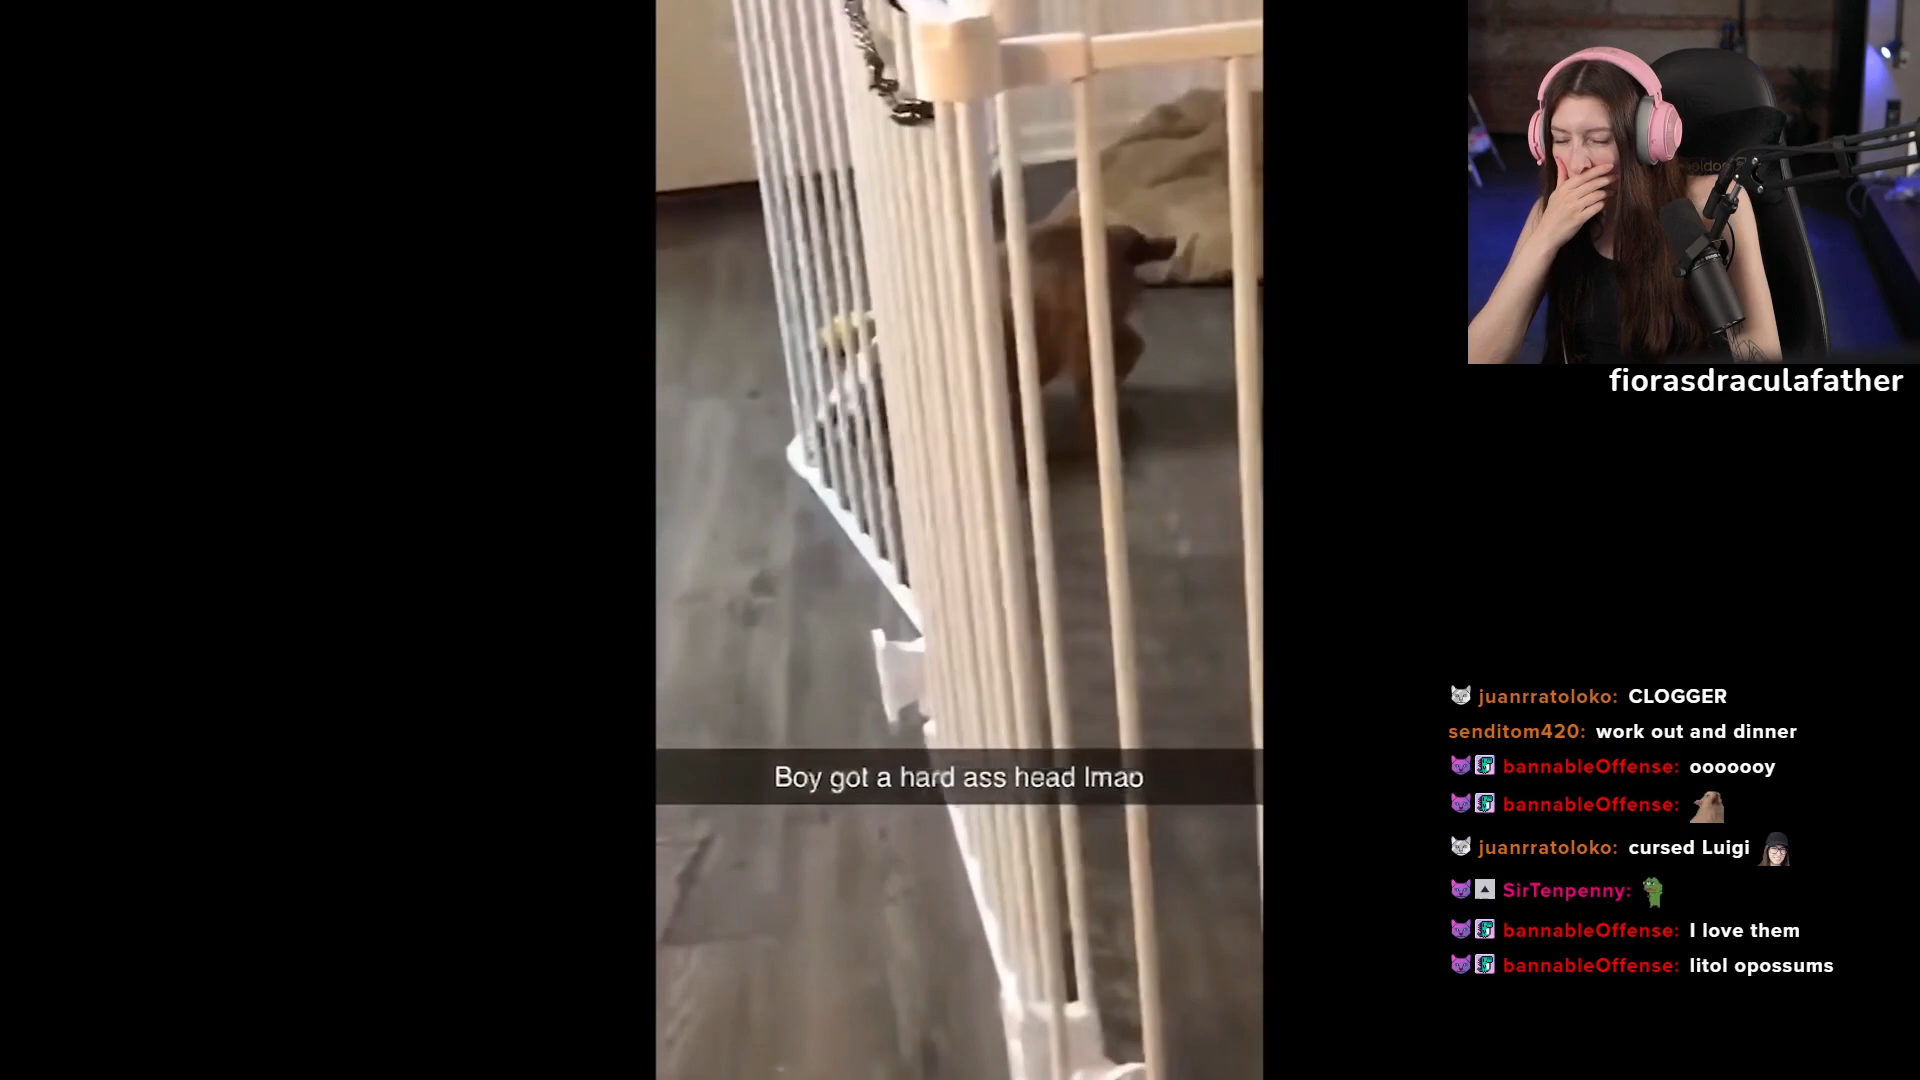 fiorasdraculafather
Boy got a hard ass head lmao
juanrratoloko: CLOGGER
senditom420: work out and dinner
bannableOffense: ooooooy
bannableOffense:
juanrratoloko: cursed Luigi
SirTenpenny:
bannableOffense: I love them
bannableOffense: litol opossums